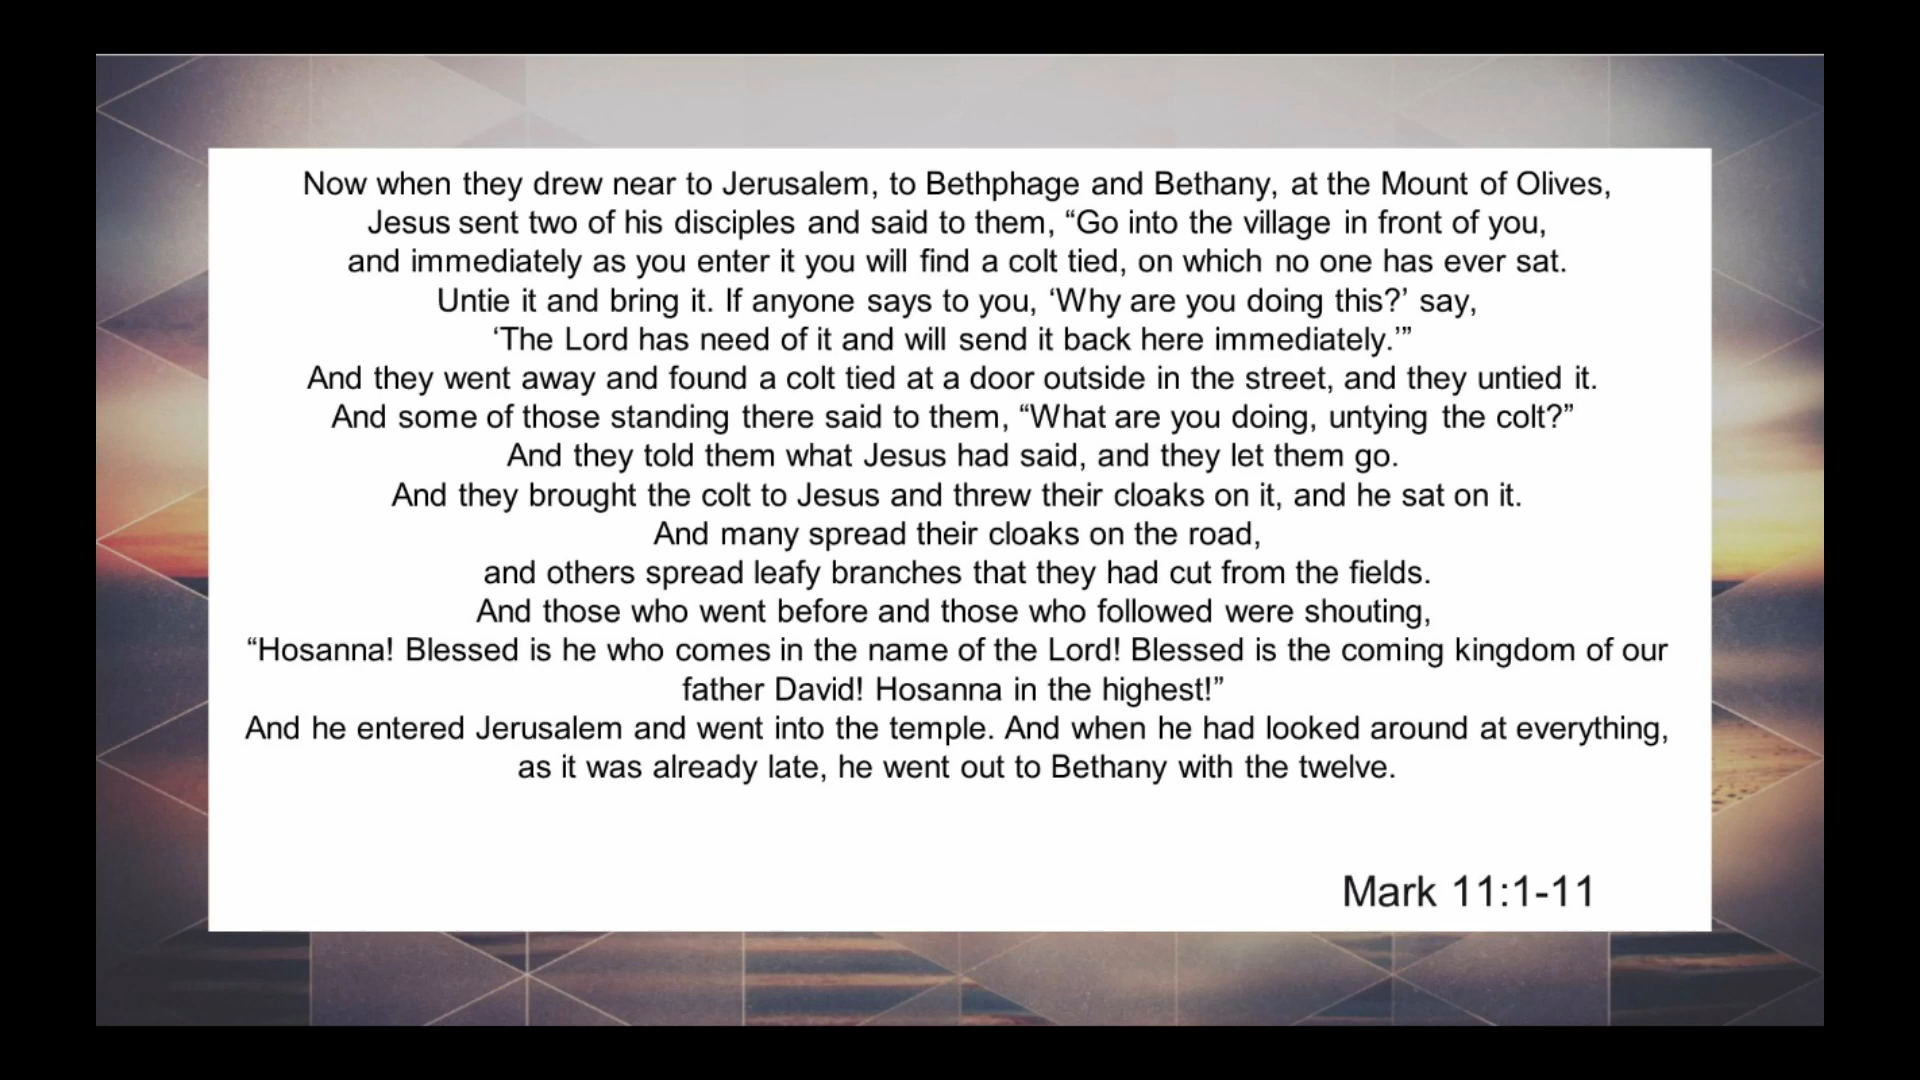 Now when they drew near to Jerusalem, to Bethphage and Bethany, at the Mount of Olives,
Jesus sent two of his disciples and said to them, “Go into the village in front of you,
and immediately as you enter it you will find a colt tied, on which no one has ever sat.
Untie it and bring it. If anyone says to you, ‘Why are you doing this?’ say,
‘The Lord has need of it and will send it back here immediately.’”
And they went away and found a colt tied at a door outside in the street, and they untied it.
And some of those standing there said to them, “What are you doing, untying the colt?”
And they told them what Jesus had said, and they let them go.
And they brought the colt to Jesus and threw their cloaks on it, and he sat on it.
And many spread their cloaks on the road,
and others spread leafy branches that they had cut from the fields.
And those who went before and those who followed were shouting,
“Hosanna! Blessed is he who comes in the name of the Lord! Blessed is the coming kingdom of our
father David! Hosanna in the highest!”
And he entered Jerusalem and went into the temple. And when he had looked around at everything,
as it was already late, he went out to Bethany with the twelve.
Mark 11:1-11